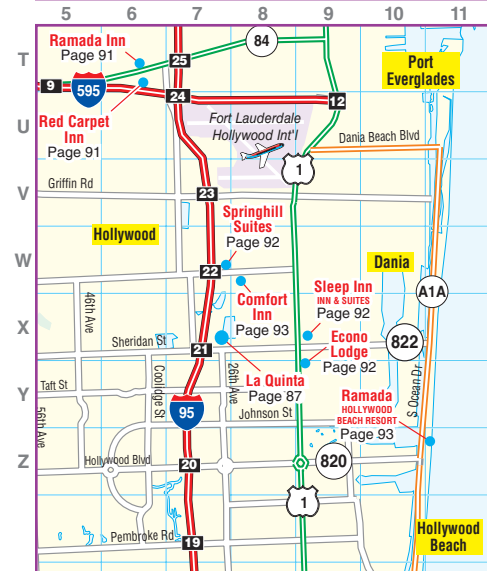 5 6 7 8 9 10 11
T
U
V
W
X
Y
Z
Ramada Inn
Page 91
84
25
9
595
24
12
Port
Everglades
Red Carpet
Inn
Page 91
Fort Lauderdale
Hollywood Int'l
Dania Beach Blvd
1
Griffin Rd
23
Springhill
Suites
Page 92
Hollywood
Dania
22
46th Ave
Comfort
Inn
Page 93
Sleep Inn
INN & SUITES
Page 92
A1A
Sheridan St
21
822
Econo
Lodge
Page 92
La Quinta
Page 87
26th Ave
Coolidge St
Taft St
56th Ave
95
Johnson St
Ramada
HOLLYWOOD
BEACH RESORT
Page 93
S Ocean Dr
Hollywood Blvd
20
820
1
Pembroke Rd
19
Hollywood
Beach